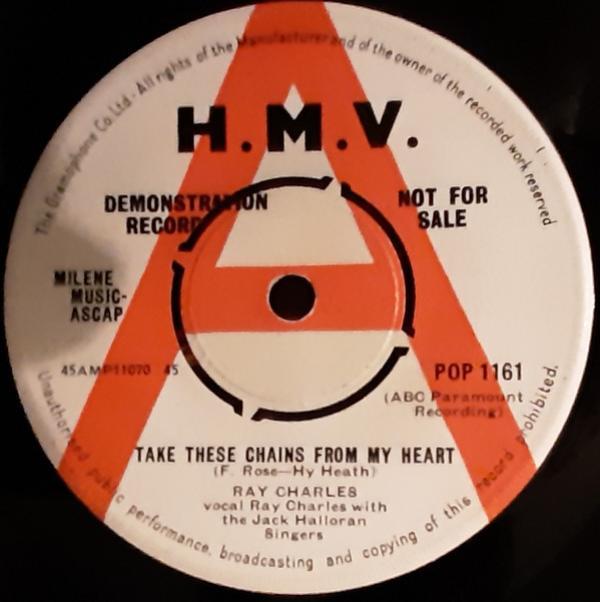 The Gramophone Co. Ltd. - All rights of the Manufacturer and of the owner of the recorded work reserved
H.M.V.
DEMONSTRATION
RECORD
NOT FOR
SALE
MILENE
MUSIC-
ASCAP
45AMP11070 45
POP 1161
(ABC Paramount
Recording)
TAKE THESE CHAINS FROM MY HEART
(F. Rose—Hy Heath)
RAY CHARLES
vocal Ray Charles with
the Jack Halloran
Singers
Unauthorised public performance, broadcasting and copying of this record prohibited.